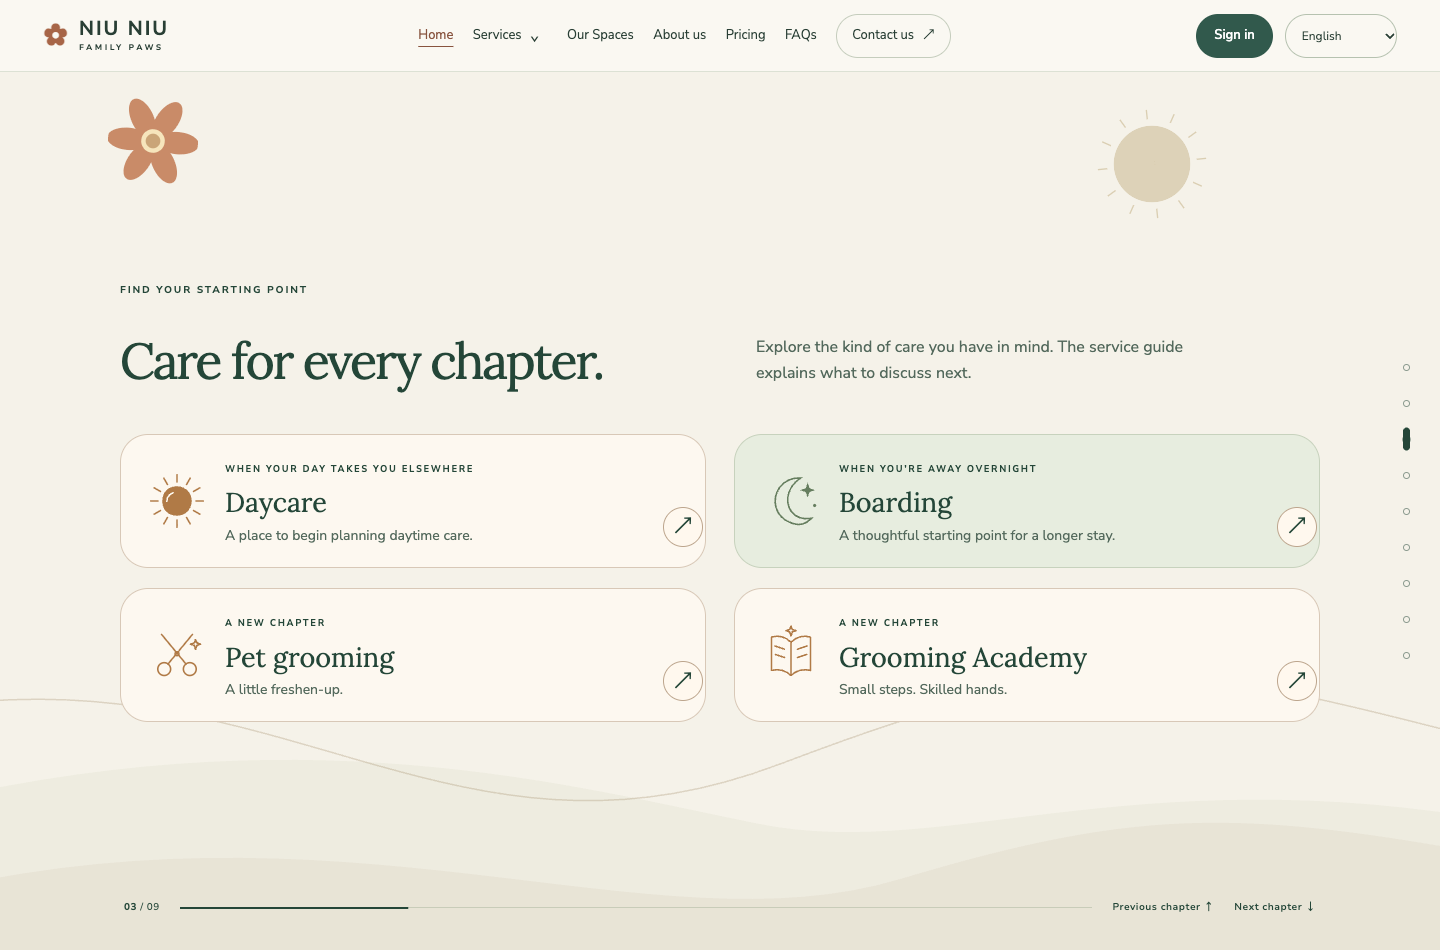 NIU NIU
FAMILY PAWS
Home
Services
Our Spaces
About us
Pricing
FAQs
Contact us ↗
Sign in
English
FIND YOUR STARTING POINT
Care for every chapter.
Explore the kind of care you have in mind. The service guide
explains what to discuss next.
WHEN YOUR DAY TAKES YOU ELSEWHERE
Daycare
A place to begin planning daytime care.
WHEN YOU'RE AWAY OVERNIGHT
Boarding
A thoughtful starting point for a longer stay.
A NEW CHAPTER
Pet grooming
A little freshen-up.
A NEW CHAPTER
Grooming Academy
Small steps. Skilled hands.
03 / 09
Previous chapter ↑
Next chapter ↓